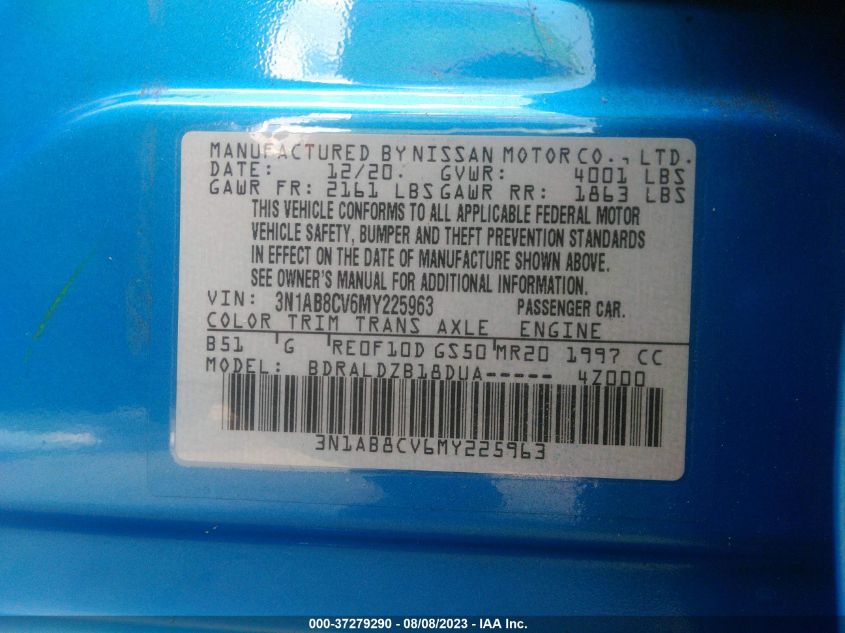 MANUFACTURED BY NISSAN MOTOR CO., LTD.
DATE: 12/20. GVWR: 4001 LBS
GAWR FR: 2161 LBS GAWR RR: 1863 LBS
THIS VEHICLE CONFORMS TO ALL APPLICABLE FEDERAL MOTOR
VEHICLE SAFETY, BUMPER AND THEFT PREVENTION STANDARDS
IN EFFECT ON THE DATE OF MANUFACTURE SHOWN ABOVE.
SEE OWNER'S MANUAL FOR ADDITIONAL INFORMATION.
VIN: 3N1AB8CV6MY225963 PASSENGER CAR.
COLOR TRIM TRANS AXLE ENGINE
B51 G RE0F10D GS50 MR20 1997 CC
MODEL: BDRALDZB18DUA----- 4Z000
3N1AB8CV6MY225963
000-37279290 - 08/08/2023 - IAA Inc.